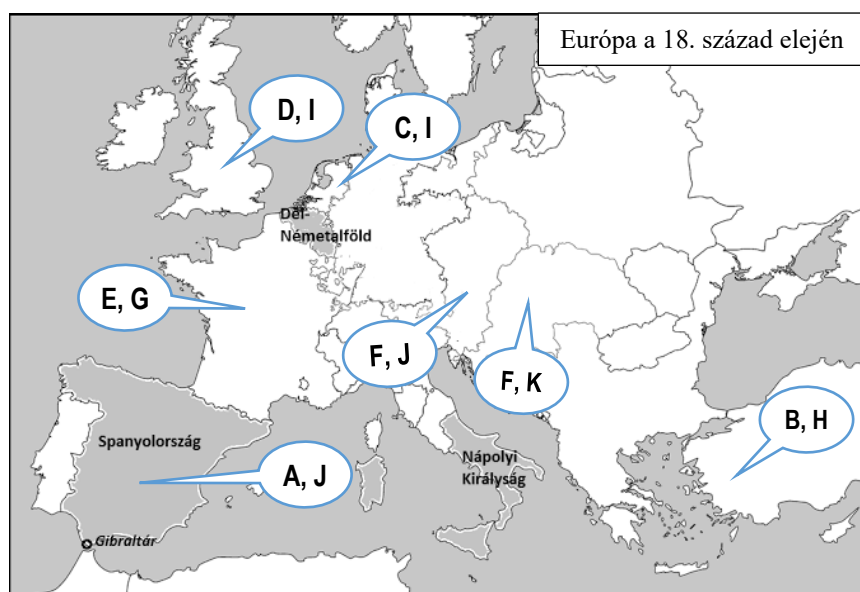 Európa a 18. század elején
D, I
C, I
Dél-
Németalföld
E, G
F, J
F, K
B, H
Spanyolország
A, J
Nápolyi
Királyság
Gibraltár